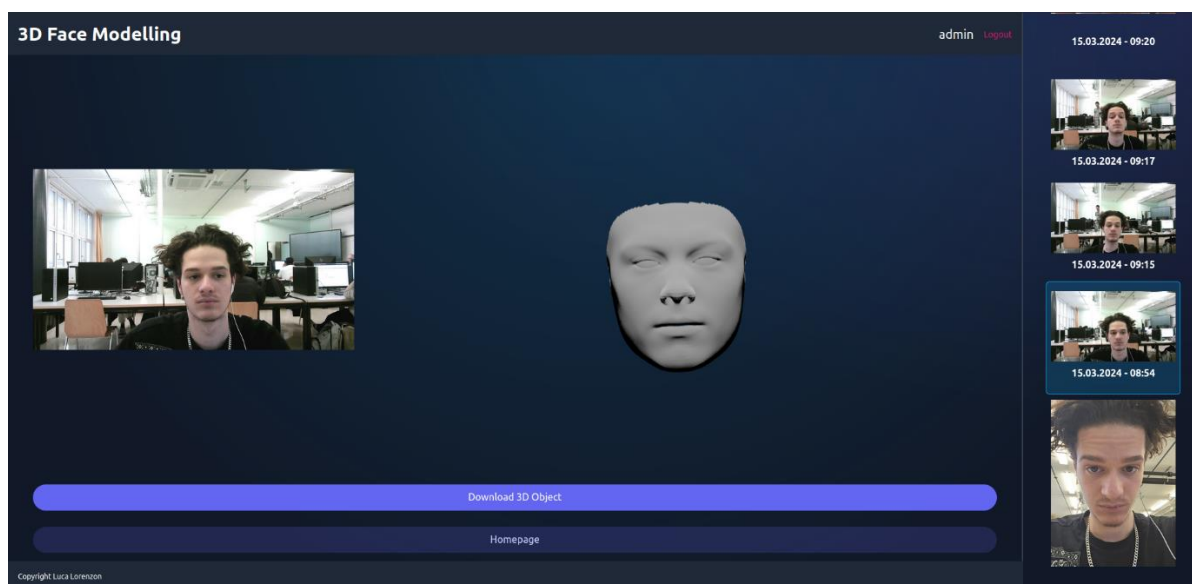 3D Face Modelling
admin Logout
Download 3D Object
Homepage
Copyright Luca Lorenzon
15.03.2024 - 09:20
15.03.2024 - 09:17
15.03.2024 - 09:15
15.03.2024 - 08:54